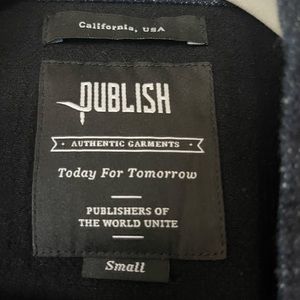 California, USA
PUBLISH
• AUTHENTIC GARMENTS •
Today For Tomorrow
PUBLISHERS OF
THE WORLD UNITE
Small